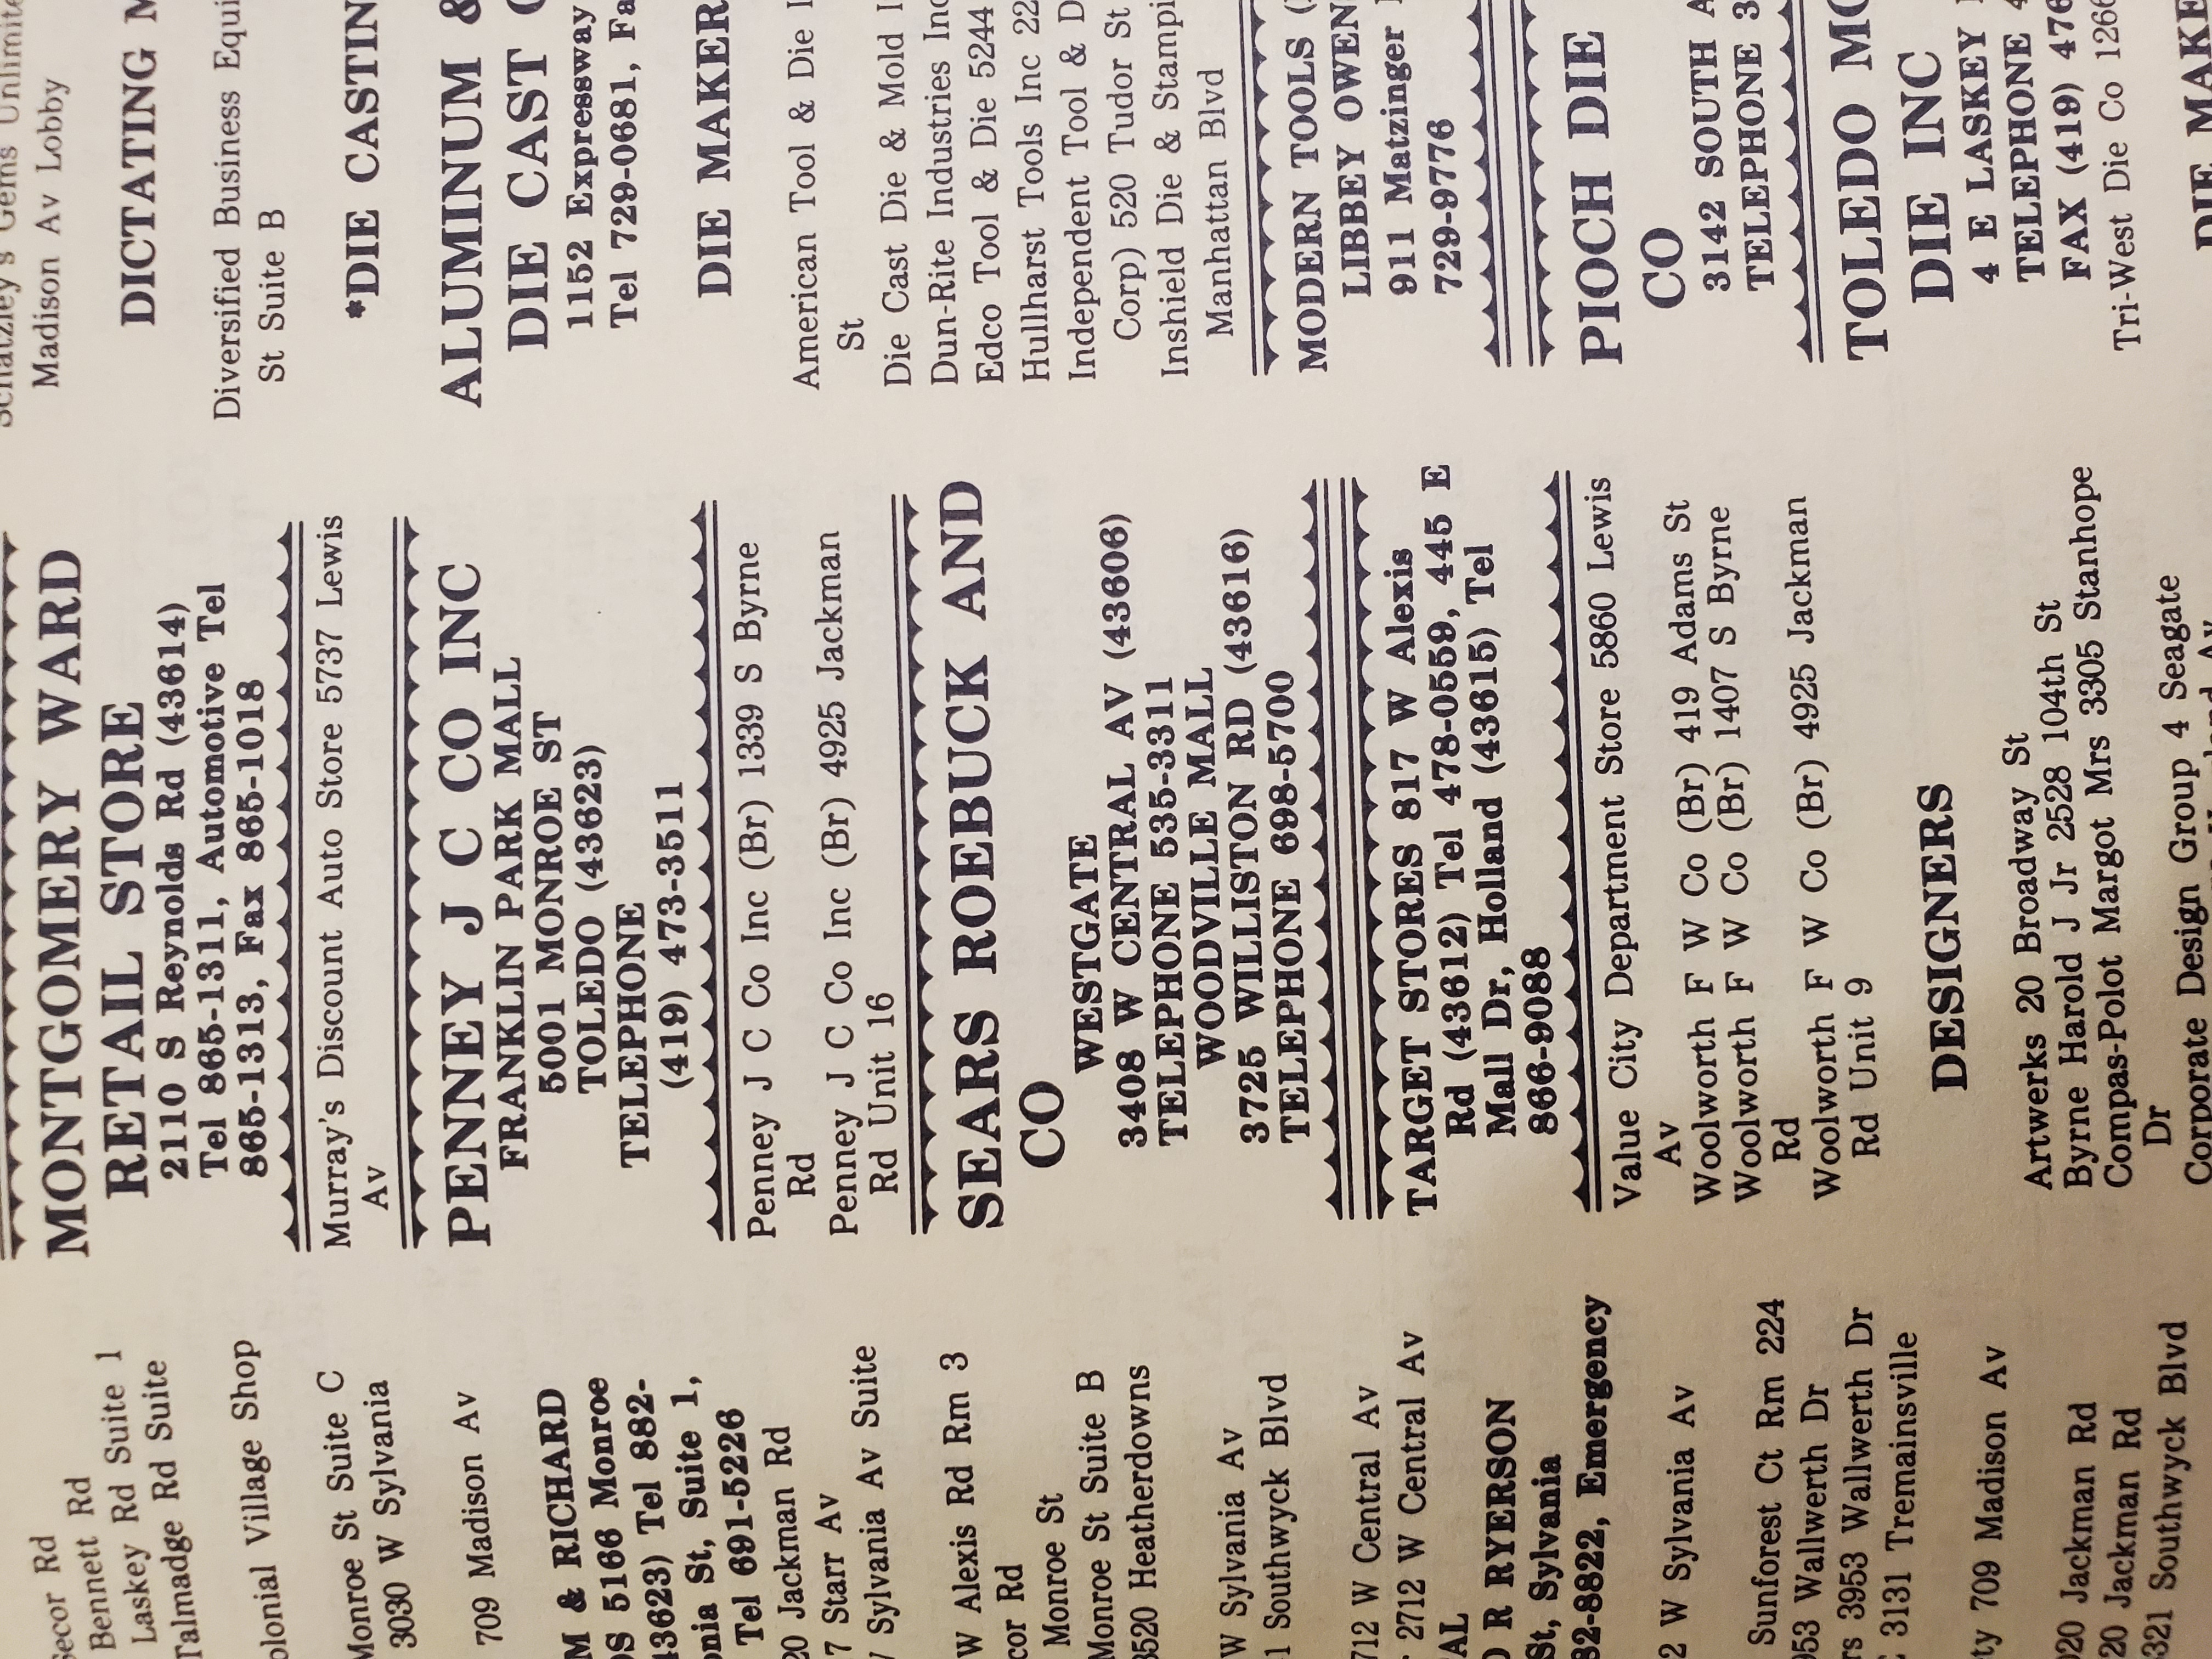 Secor Rd
Bennett Rd
Laskey Rd Suite 1
Talmadge Rd Suite
olonial Village Shop
Monroe St Suite C
3030 W Sylvania
709 Madison Av
M & RICHARD
OS 5166 Monroe
43623) Tel 882-
onia St, Suite 1,
Tel 691-5226
20 Jackman Rd
7 Starr Av
Sylvania Av Suite
W Alexis Rd Rm 3
cor Rd
Monroe St
Monroe St Suite B
3520 Heatherdowns
W Sylvania Av
1 Southwyck Blvd
712 W Central Av
2712 W Central Av
AL
D R RYERSON
St, Sylvania
82-8822, Emergency
2 W Sylvania Av
Sunforest Ct Rm 224
953 Wallwerth Dr
rs 3953 Wallwerth Dr
3131 Tremainsville
ty 709 Madison Av
020 Jackman Rd
20 Jackman Rd
321 Southwyck Blvd
MONTGOMERY WARD
RETAIL STORE
2110 S Reynolds Rd (43614)
Tel 865-1311, Automotive Tel
865-1313, Fax 865-1018
Murray's Discount Auto Store 5737 Lewis
Av
PENNEY J C CO INC
FRANKLIN PARK MALL
5001 MONROE ST
TOLEDO (43623)
TELEPHONE
(419) 473-3511
Penney J C Co Inc (Br) 1339 S Byrne
Rd
Penney J C Co Inc (Br) 4925 Jackman
Rd Unit 16
SEARS ROEBUCK AND
CO
WESTGATE
3408 W CENTRAL AV (43606)
TELEPHONE 535-3311
WOODVILLE MALL
3725 WILLISTON RD (43616)
TELEPHONE 698-5700
TARGET STORES 817 W Alexis
Rd (43612) Tel 478-0559, 445 E
Mall Dr, Holland (43615) Tel
866-9088
Value City Department Store 5860 Lewis
Av
Woolworth F W Co (Br) 419 Adams St
Woolworth F W Co (Br) 1407 S Byrne
Rd
Woolworth F W Co (Br) 4925 Jackman
Rd Unit 9
DESIGNERS
Artwerks 20 Broadway St
Byrne Harold J Jr 2528 104th St
Compas-Polot Margot Mrs 3305 Stanhope
Dr
Corporate Design Group 4 Seagate
Schatzley's Gems Unlimite
Madison Av Lobby
DICTATING M
Diversified Business Equi
St Suite B
*DIE CASTIN
ALUMINUM &
DIE CAST C
1152 Expressway
Tel 729-0681, Fa
DIE MAKER
American Tool & Die I
St
Die Cast Die & Mold I
Dun-Rite Industries Inc
Edco Tool & Die 5244
Hullharst Tools Inc 22
Independent Tool & D
Corp) 520 Tudor St
Inshield Die & Stampi
Manhattan Blvd
MODERN TOOLS (
LIBBEY OWEN
911 Matzinger
729-9776
PIOCH DIE
CO
3142 SOUTH A
TELEPHONE 3
TOLEDO MO
DIE INC
4 E LASKEY
TELEPHONE 4
FAX (419) 476
Tri-West Die Co 1266
DIE MAKE